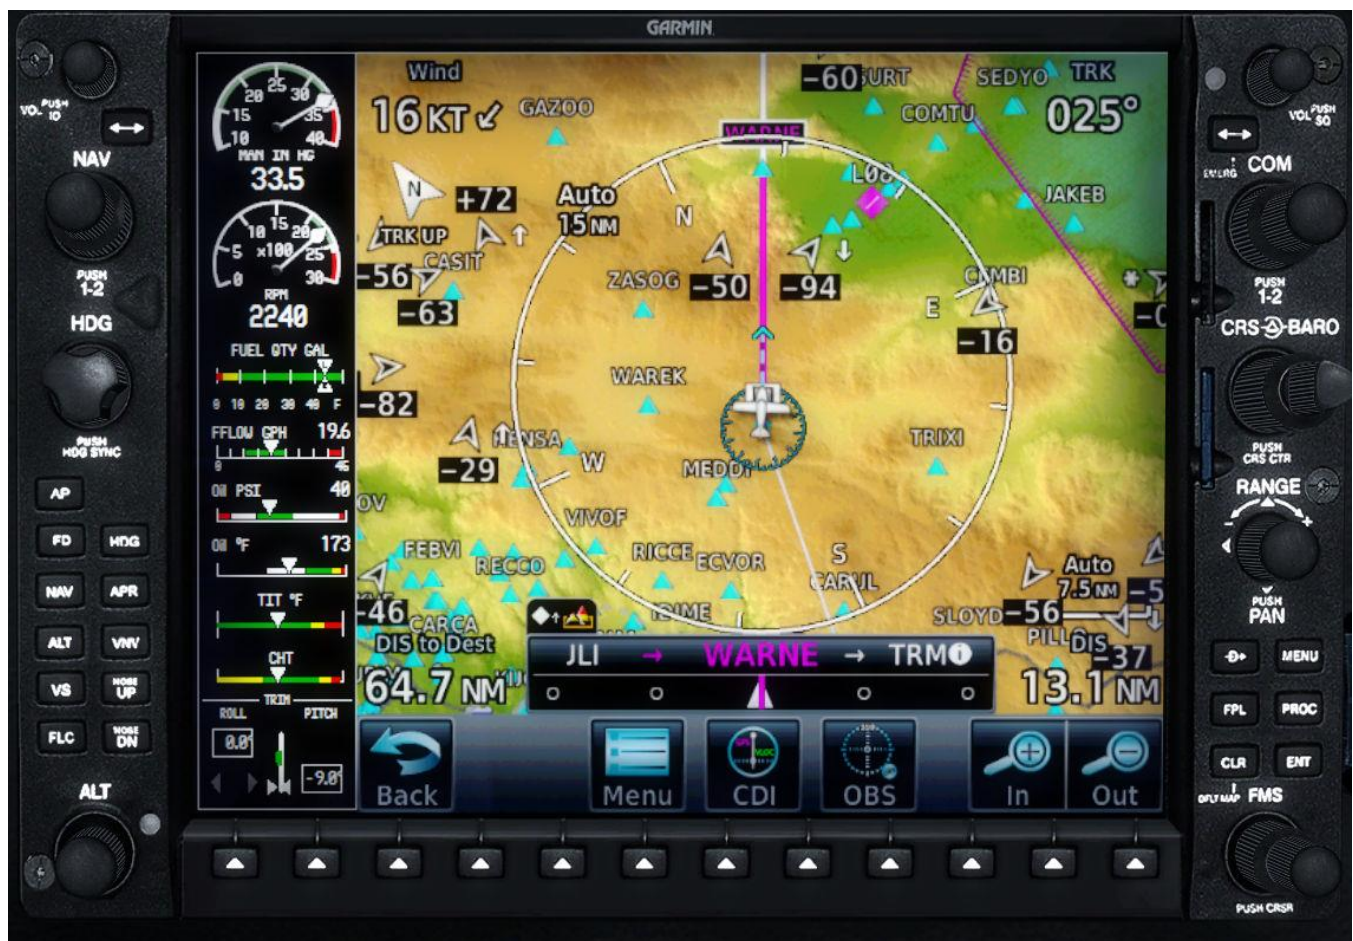 GARMIN
VOL PUSH ID
NAV
PUSH 1-2
HDG
PUSH HDG SYNC
AP
FD HDG
NAV APR
ALT VNV
VS NOSE UP
FLC NOSE DN
ALT
10 15 20 25 30 35 40
MAN IN HG
33.5
0 5 10 15 20 25 30
x100
RPM
2240
FUEL QTY GAL
0 10 20 30 40 F
FFLOW GPH 19.6
0 45
Oil PSI 40
Oil °F 173
TIT °F
CHT
TRIM
ROLL PITCH
0.0°
-9.0°
Wind
16 KT
GAZOO
-60
SEDYO
TRK
025°
COMTU
WARNE
L08
JAKEB
N
+72
Auto
15 NM
N
TRK UP
CASIT
-56
-63
ZASOG
-50
-94
E
-16
-82
WAREK
-29
W
MEDDI
TRIXI
OV
VIVOF
FEBVI
RECCO
RICCE
ECVOR
S
CARUL
Auto
7.5 NM
-5
-46
CARCA
SLOYD
-56
-37
DIS to Dest
64.7 NM
JLI → WARNE → TRM
DIS
13.1 NM
Back
Menu
CDI
OBS
In
Out
VOL PUSH SQ
EMERG
COM
PUSH 1-2
CRS BARO
PUSH CRS CTR
RANGE
- +
PUSH PAN
D MENU
FPL PROC
CLR ENT
DFLT MAP FMS
PUSH CRSR